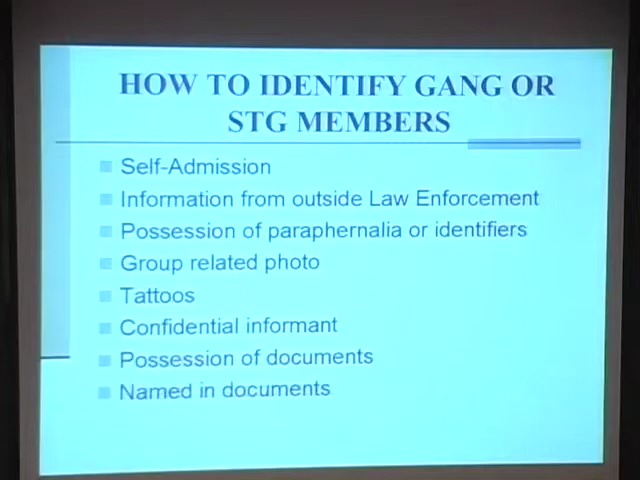 HOW TO IDENTIFY GANG OR
STG MEMBERS
Self-Admission
Information from outside Law Enforcement
Possession of paraphernalia or identifiers
Group related photo
Tattoos
Confidential informant
Possession of documents
Named in documents